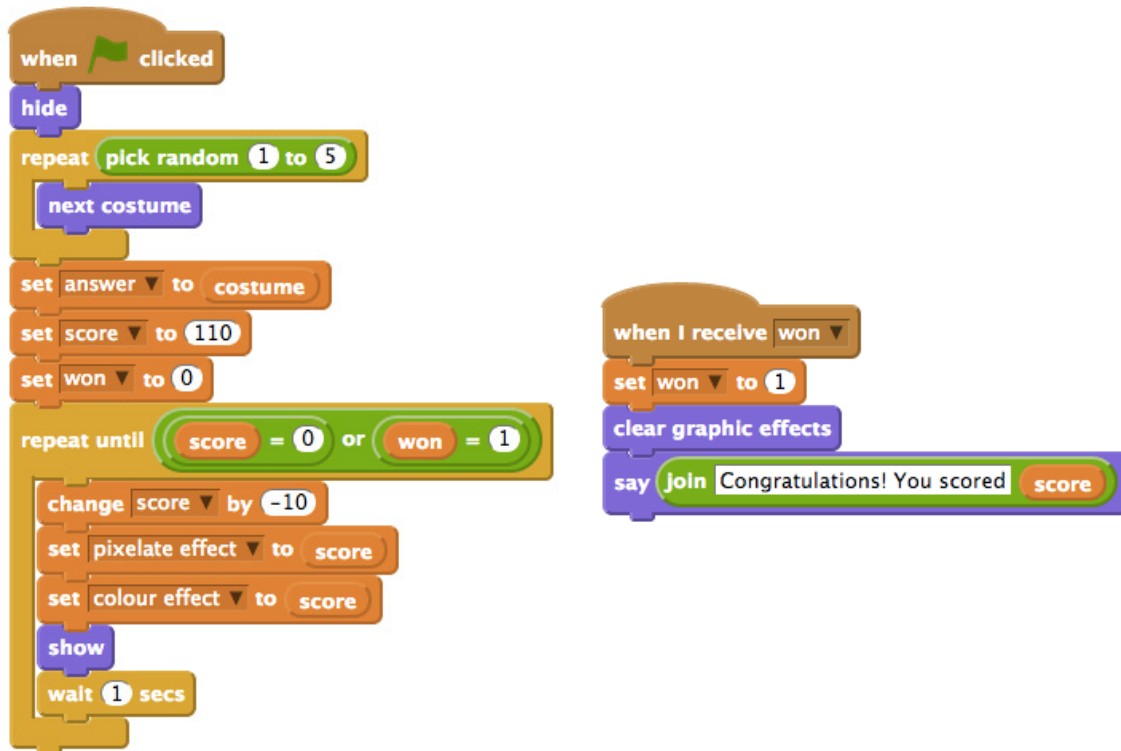 when clicked
hide
repeat pick random 1 to 5
next costume
set answer to costume
set score to 110
set won to 0
repeat until score = 0 or won = 1
change score by -10
set pixelate effect to score
set colour effect to score
show
wait 1 secs
when I receive won
set won to 1
clear graphic effects
say join Congratulations! You scored score